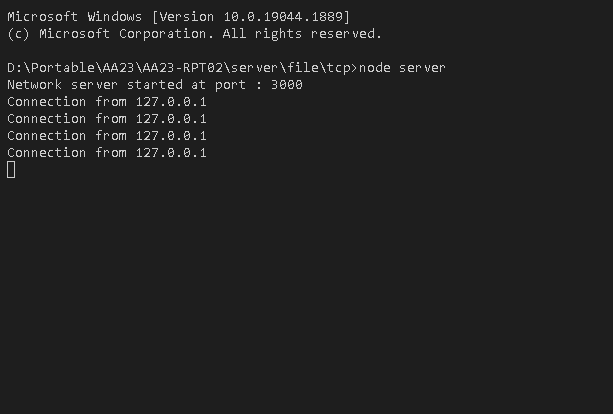 Microsoft Windows [Version 10.0.19044.1889]
(c) Microsoft Corporation. All rights reserved.
D:\Portable\AA23\AA23-RPT02\server\file\tcp>node server
Network server started at port : 3000
Connection from 127.0.0.1
Connection from 127.0.0.1
Connection from 127.0.0.1
Connection from 127.0.0.1